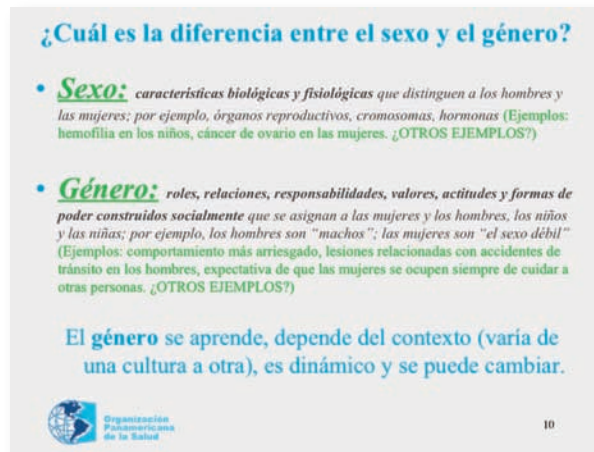 ¿Cuál es la diferencia entre el sexo y el género?
• Sexo: características biológicas y fisiológicas que distinguen a los hombres y
las mujeres; por ejemplo, órganos reproductivos, cromosomas, hormonas (Ejemplos:
hemofilia en los niños, cáncer de ovario en las mujeres. ¿OTROS EJEMPLOS?)
• Género: roles, relaciones, responsabilidades, valores, actitudes y formas de
poder construidos socialmente que se asignan a las mujeres y los hombres, los niños
y las niñas; por ejemplo, los hombres son “machos”; las mujeres son “el sexo débil”
(Ejemplos: comportamiento más arriesgado, lesiones relacionadas con accidentes de
tránsito en los hombres, expectativa de que las mujeres se ocupen siempre de cuidar a
otras personas. ¿OTROS EJEMPLOS?)
El género se aprende, depende del contexto (varía de
una cultura a otra), es dinámico y se puede cambiar.
Organización
Panamericana
de la Salud
10